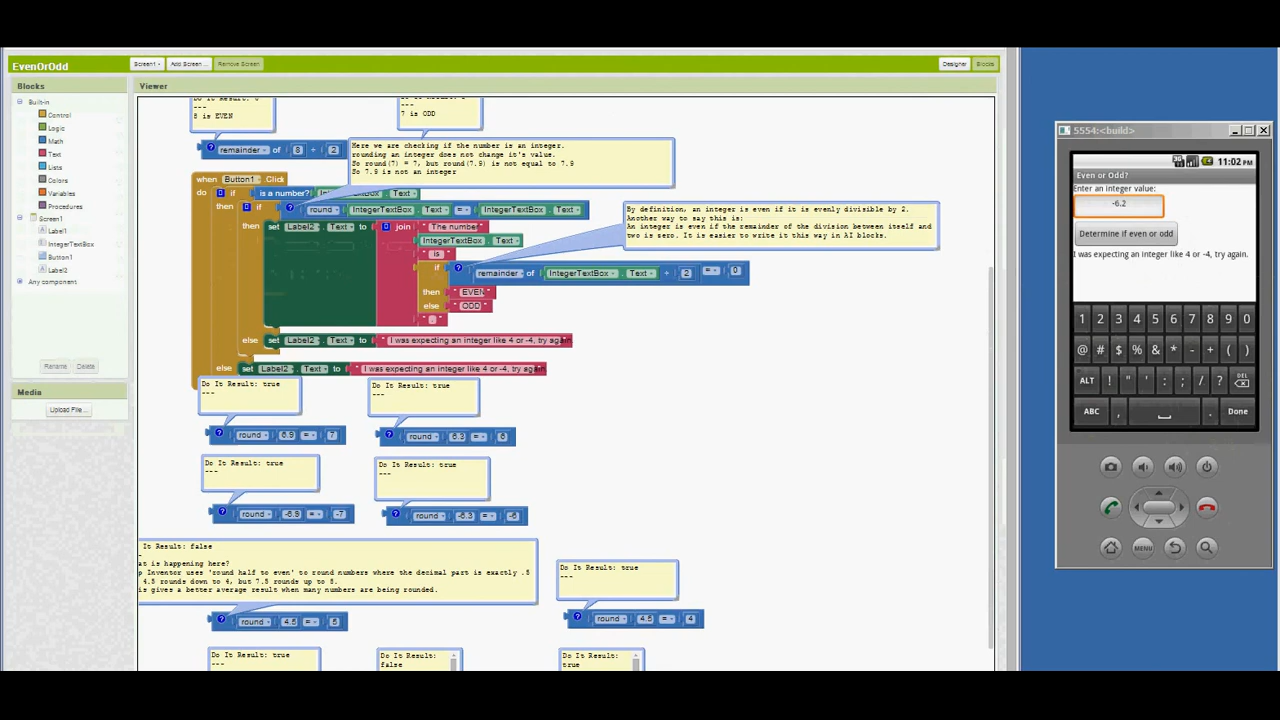 EvenOrOdd
Screen1
Add Screen ...
Remove Screen
Designer
Blocks
Blocks
Built-in
Control
Logic
Math
Text
Lists
Colors
Variables
Procedures
Screen1
Label1
IntegerTextBox
Button1
Label2
Any component
Rename
Delete
Media
Upload File ...
Viewer
---
8 is EVEN
---
7 is ODD
remainder of 8 ÷ 2
Here we are checking if the number is an integer.
rounding an integer does not change it's value.
So round(7) = 7, but round(7.9) is not equal to 7.9
So 7.9 is not an integer
when Button1 .Click
do if is a number? Text
then if round IntegerTextBox . Text = IntegerTextBox . Text
By definition, an integer is even if it is evenly divisible by 2.
Another way to say this is:
An integer is even if the remainder of the division between itself and
two is zero. It is easier to write it this way in AI blocks.
then set Label2 . Text to join " The number "
IntegerTextBox . Text
" is "
if remainder of IntegerTextBox . Text ÷ 2 = 0
then " EVEN "
else " ODD "
" . "
else set Label2 . Text to " I was expecting an integer like 4 or -4, try again.
else set Label2 . Text to " I was expecting an integer like 4 or -4, try again.
Do It Result: true
---
Do It Result: true
---
round 6.9 = 7
round 6.3 = 6
Do It Result: true
---
Do It Result: true
---
round -6.9 = -7
round -6.3 = -6
It Result: false
-
at is happening here?
p Inventor uses 'round half to even' to round numbers where the decimal part is exactly .5
4.5 rounds down to 4, but 7.5 rounds up to 8.
is gives a better average result when many numbers are being rounded.
Do It Result: true
---
round 4.5 = 5
round 4.5 = 4
Do It Result: true
---
Do It Result:
false
Do It Result:
true
5554:<build>
11:02 PM
Even or Odd?
Enter an integer value:
-6.2
Determine if even or odd
I was expecting an integer like 4 or -4, try again.
1 2 3 4 5 6 7 8 9 0
@ # $ % & * - + ( )
ALT ! " ' : ; / ? DEL
ABC , . Done
MENU